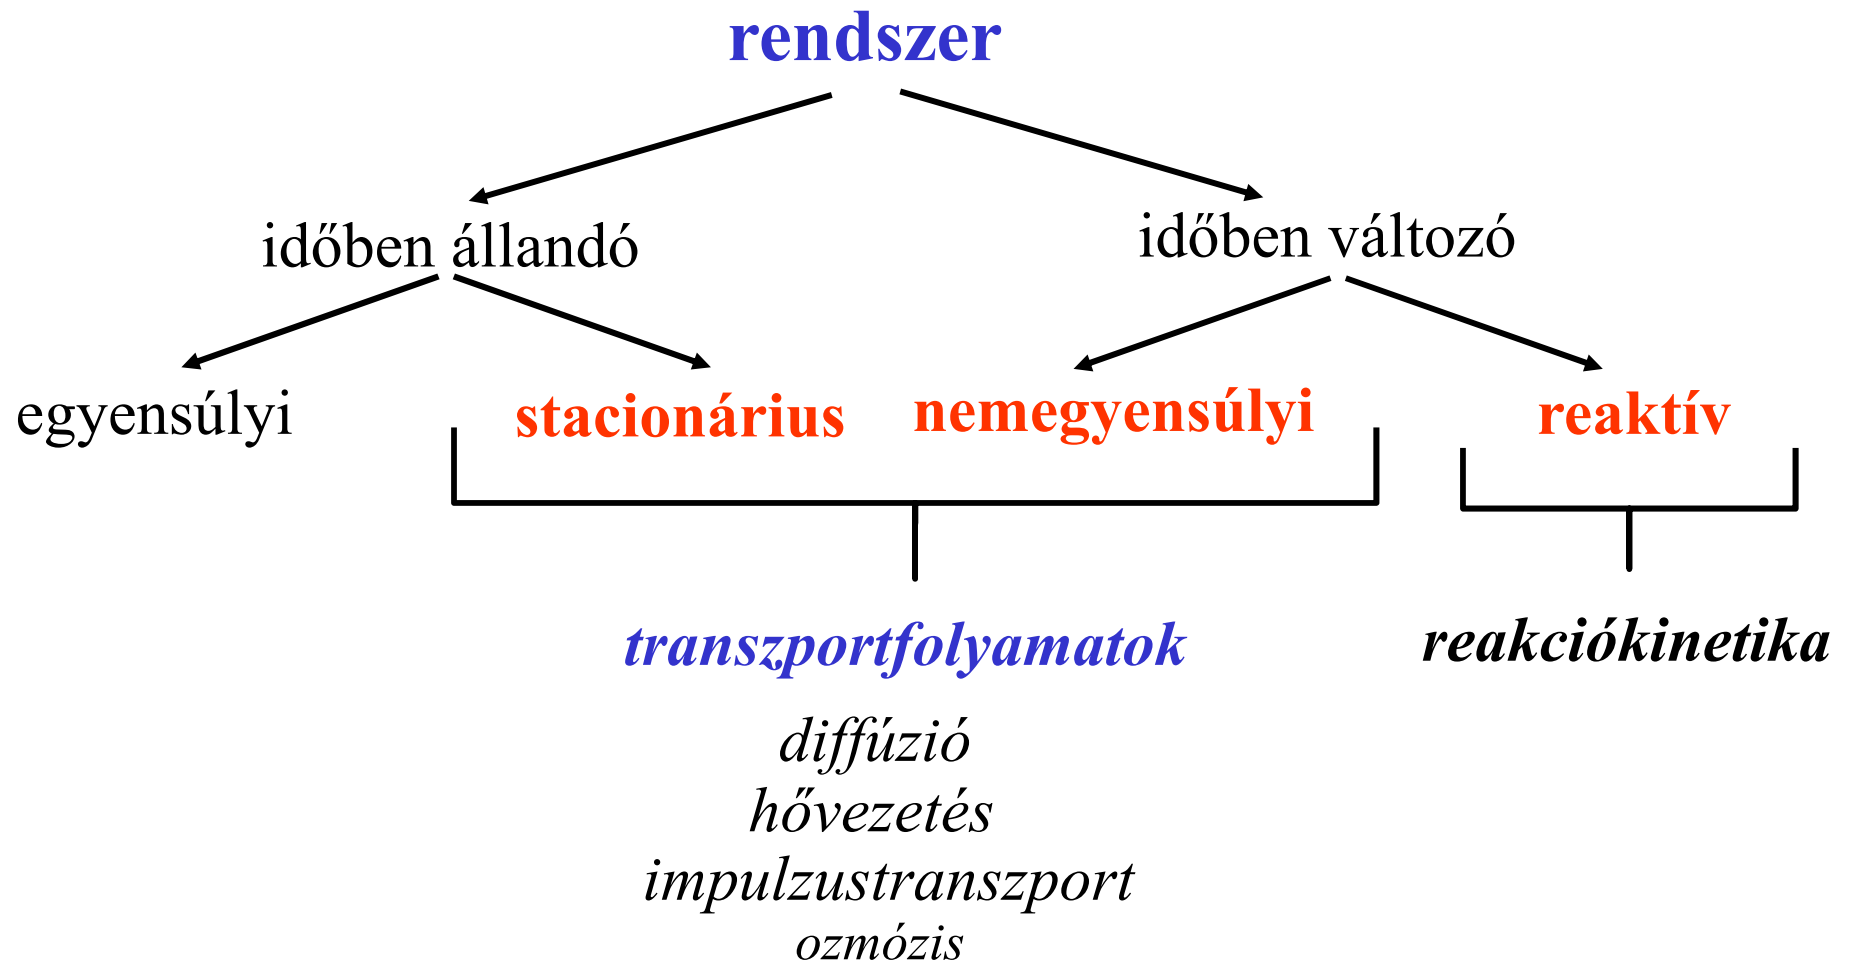 rendszer
időben állandó
időben változó
egyensúlyi
stacionárius
nemegyensúlyi
reaktív
transzportfolyamatok
reakciókinetika
diffúzió
hővezetés
impulzustranszport
ozmózis